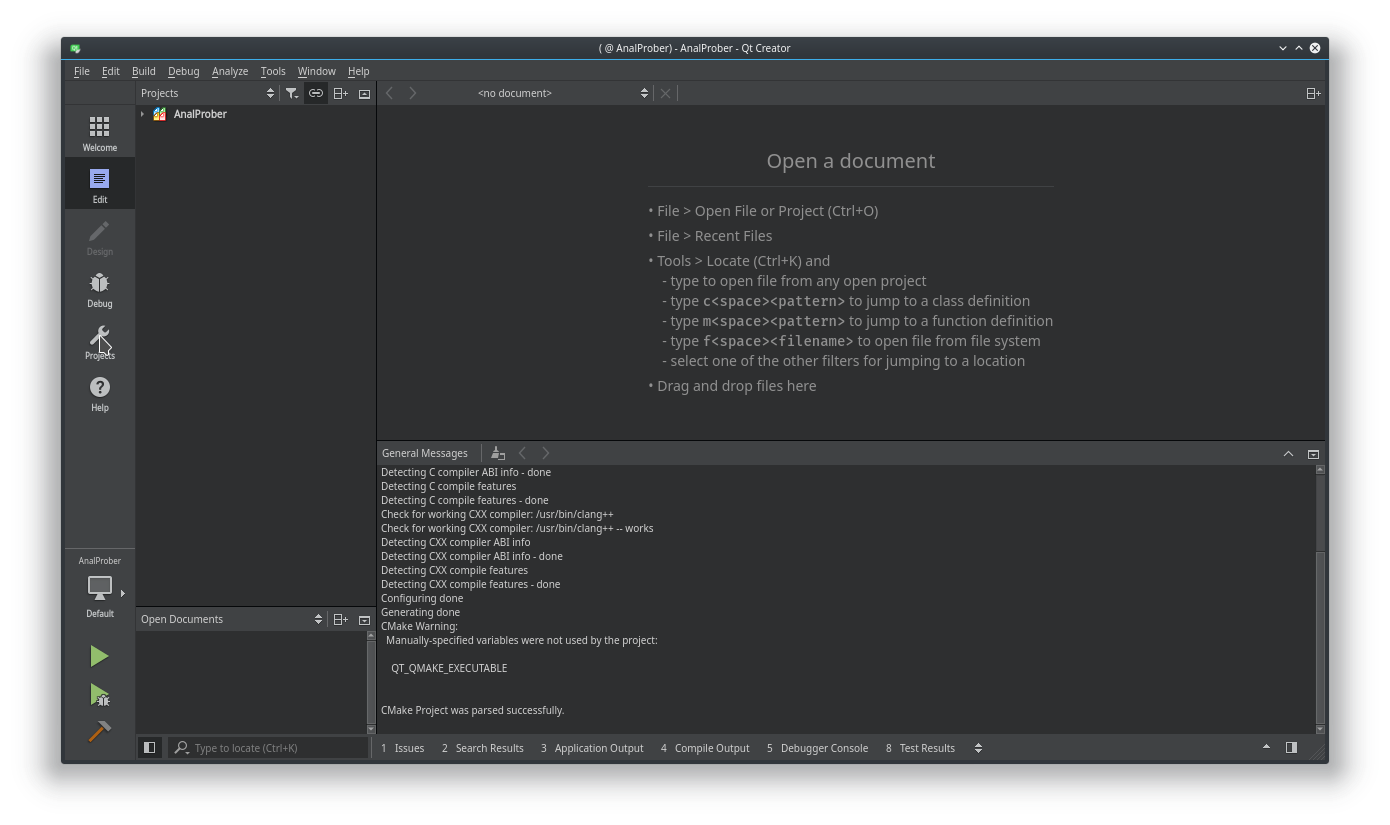 ( @ AnalProber) - AnalProber - Qt Creator
File Edit Build Debug Analyze Tools Window Help
Projects
<no document>
AnalProber
Welcome
Edit
Design
Debug
Projects
Help
Open a document
• File > Open File or Project (Ctrl+O)
• File > Recent Files
• Tools > Locate (Ctrl+K) and
- type to open file from any open project
- type c<space><pattern> to jump to a class definition
- type m<space><pattern> to jump to a function definition
- type f<space><filename> to open file from file system
- select one of the other filters for jumping to a location
• Drag and drop files here
General Messages
Detecting C compiler ABI info - done
Detecting C compile features
Detecting C compile features - done
Check for working CXX compiler: /usr/bin/clang++
Check for working CXX compiler: /usr/bin/clang++ -- works
Detecting CXX compiler ABI info
Detecting CXX compiler ABI info - done
Detecting CXX compile features
Detecting CXX compile features - done
Configuring done
Generating done
CMake Warning:
Manually-specified variables were not used by the project:
QT_QMAKE_EXECUTABLE
CMake Project was parsed successfully.
AnalProber
Default
Open Documents
Type to locate (Ctrl+K)
1 Issues 2 Search Results 3 Application Output 4 Compile Output 5 Debugger Console 8 Test Results